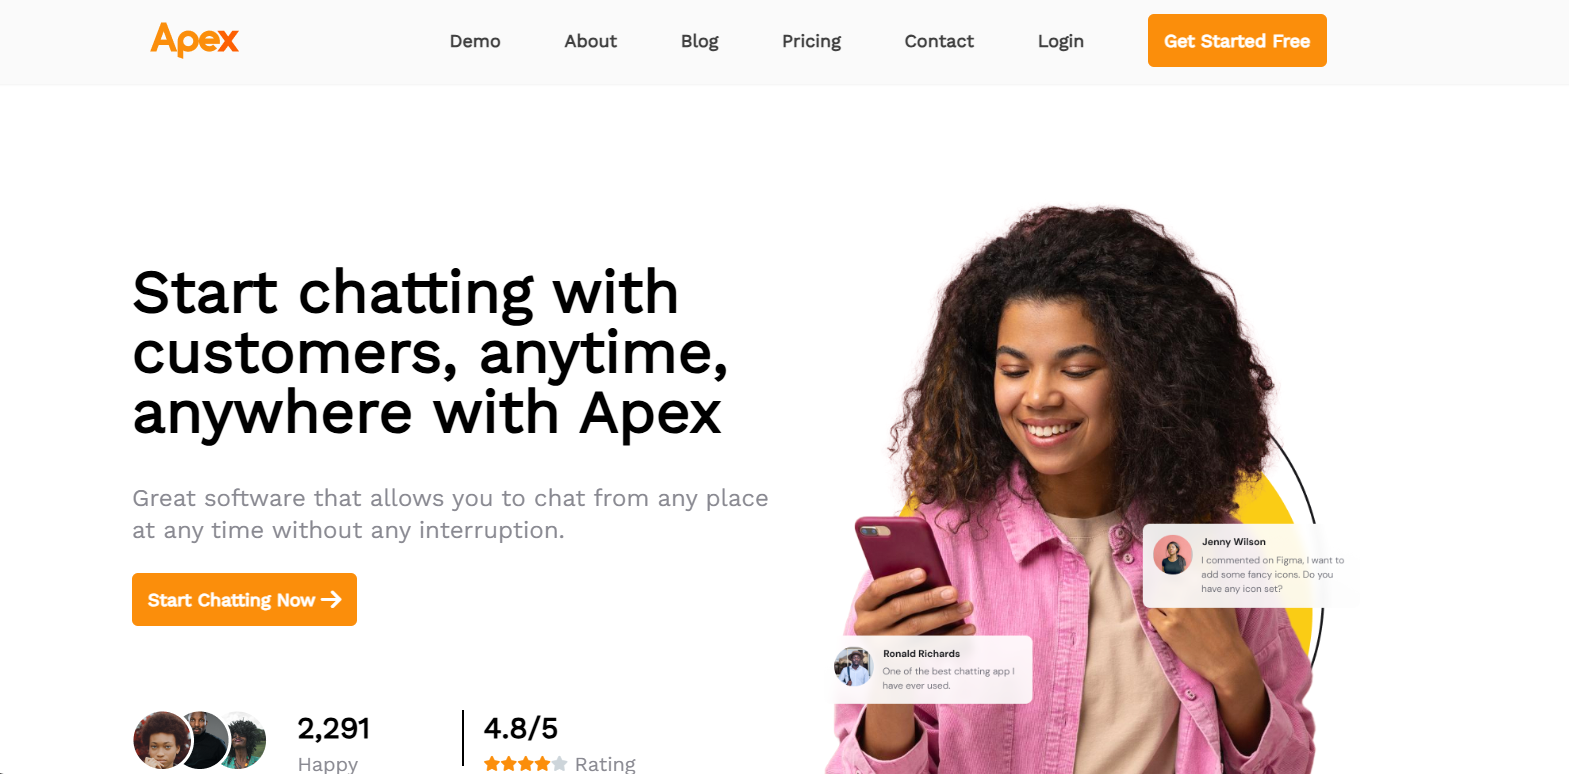 Apex
Demo
About
Blog
Pricing
Contact
Login
Get Started Free
Start chatting with
customers, anytime,
anywhere with Apex
Great software that allows you to chat from any place
at any time without any interruption.
Start Chatting Now →
Jenny Wilson
I commented on Figma, I want to
add some fancy icons. Do you
have any icon set?
Ronald Richards
One of the best chatting app I
have ever used.
2,291
Happy
4.8/5
Rating